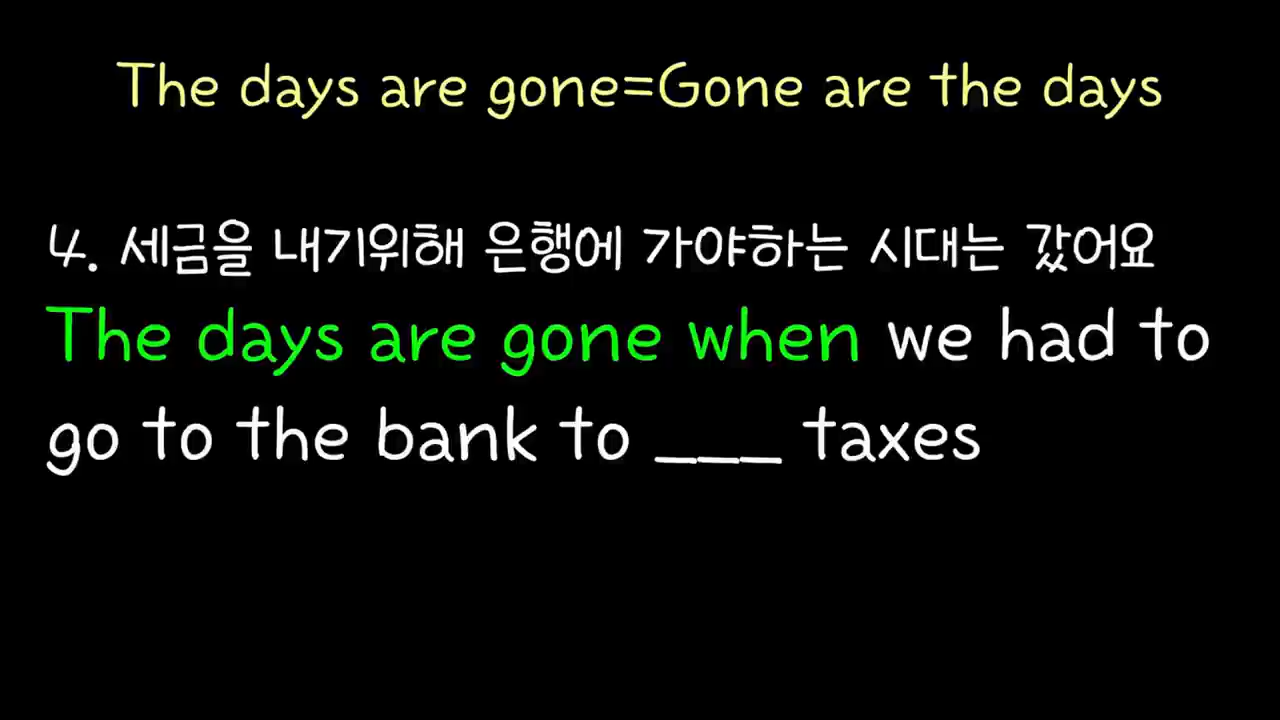 The days are gone=Gone are the days
4. 세금을 내기위해 은행에 가야하는 시대는 갔어요
The days are gone when we had to
go to the bank to ___ taxes